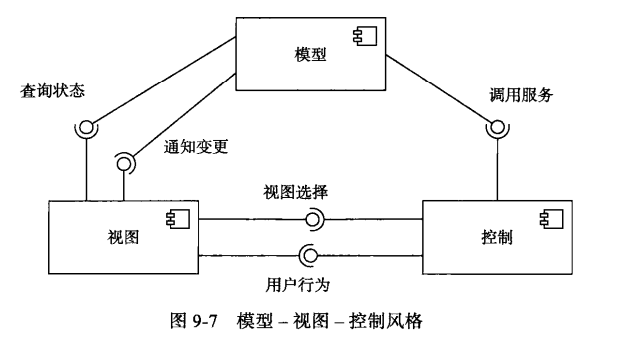 模型
查询状态
调用服务
通知变更
视图选择
视图
控制
用户行为
图 9-7 模型－视图－控制风格